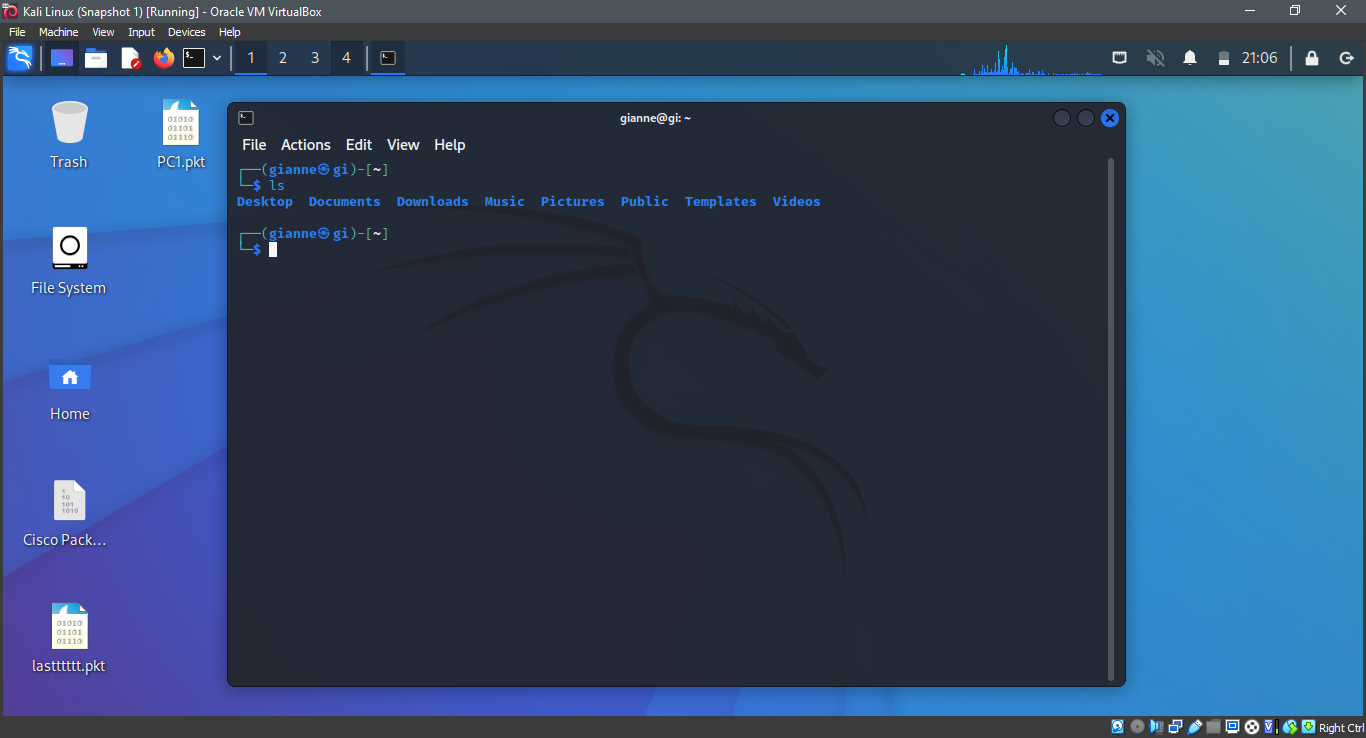 Kali Linux (Snapshot 1) [Running] - Oracle VM VirtualBox
File Machine View Input Devices Help
1 2 3 4 21:06
Trash
PC1.pkt
File System
Home
Cisco Pack...
lastttttt.pkt
gianne@gi: ~
File Actions Edit View Help
┌──(gianne㉿gi)-[~]
└─$ ls
Desktop Documents Downloads Music Pictures Public Templates Videos
┌──(gianne㉿gi)-[~]
└─$
Right Ctrl